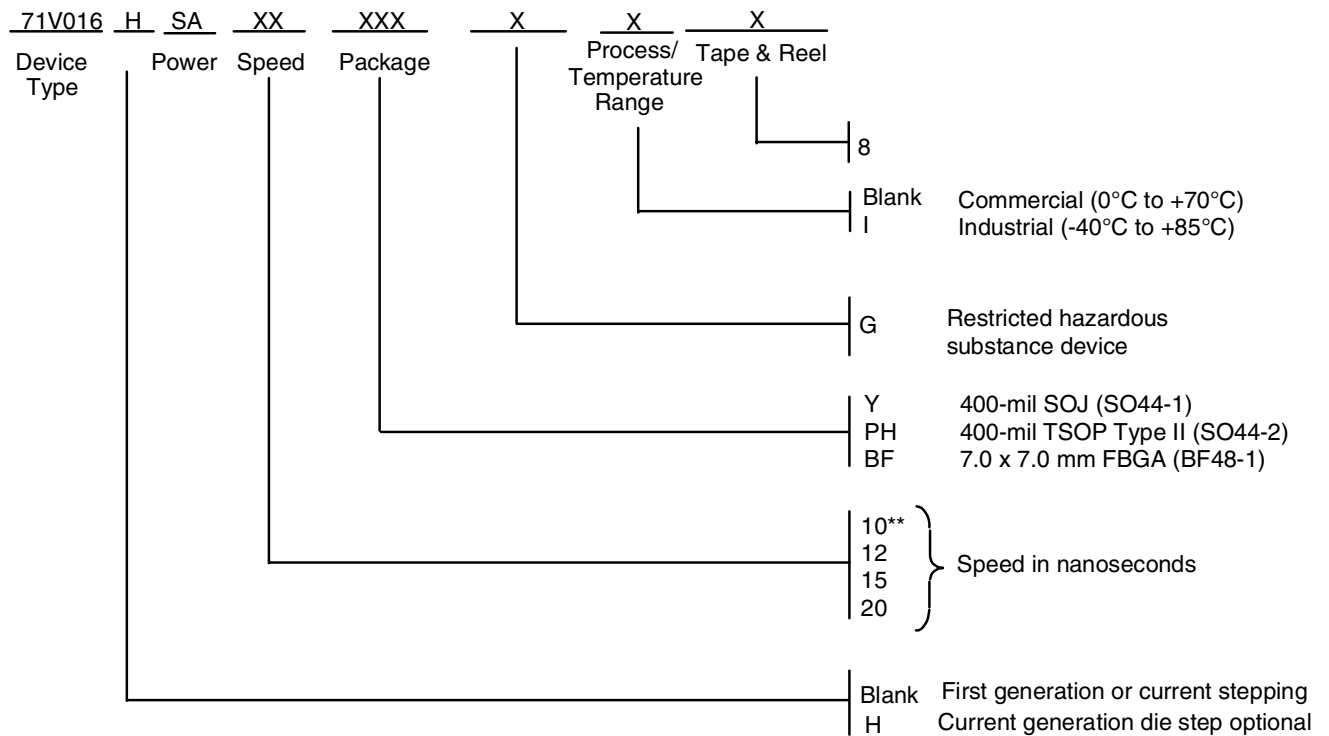 71V016 H SA XX XXX X X X
Device Type
Power
Speed
Package
Process/
Temperature
Range
Tape & Reel
8
Blank Commercial (0°C to +70°C)
I Industrial (-40°C to +85°C)
G Restricted hazardous
substance device
Y 400-mil SOJ (SO44-1)
PH 400-mil TSOP Type II (SO44-2)
BF 7.0 x 7.0 mm FBGA (BF48-1)
10**
12
15
20
Speed in nanoseconds
Blank First generation or current stepping
H Current generation die step optional